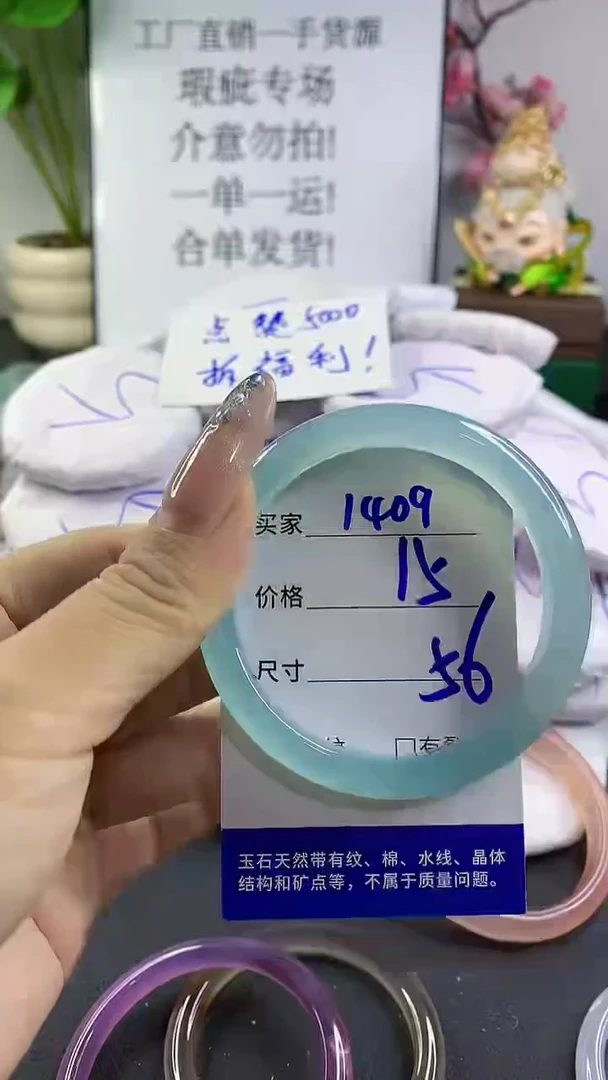 工厂直销一手货源
瑕疵专场
介意勿拍!
一单一运!
合单发货!
点赞5000
拆福利!
买家 1409
价格 15
尺寸 56
只有
玉石天然带有纹、棉、水线、晶体
结构和矿点等，不属于质量问题。